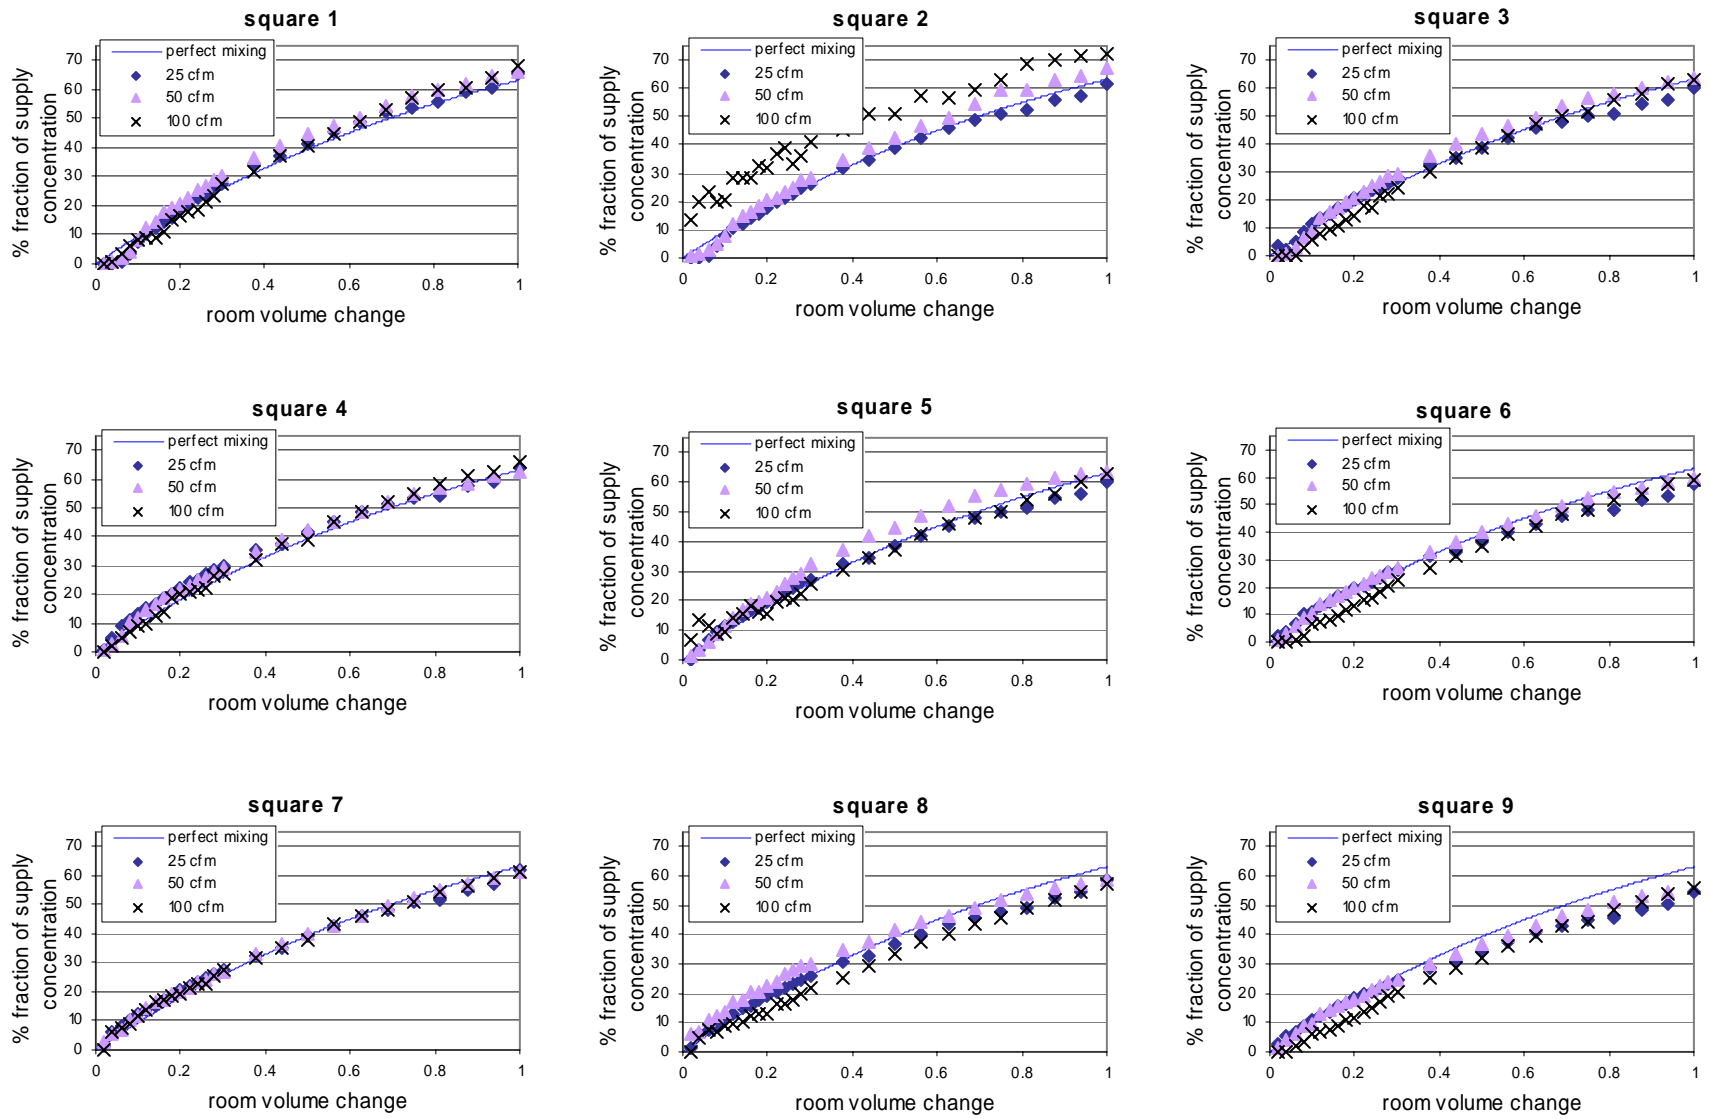 square 1
% fraction of supply
concentration
perfect mixing
25 cfm
50 cfm
100 cfm
70
60
50
40
30
20
10
0
0 0.2 0.4 0.6 0.8 1
room volume change
square 2
% fraction of supply
concentration
perfect mixing
25 cfm
50 cfm
100 cfm
70
60
50
40
30
20
10
0
0 0.2 0.4 0.6 0.8 1
room volume change
square 3
% fraction of supply
concentration
perfect mixing
25 cfm
50 cfm
100 cfm
70
60
50
40
30
20
10
0
0 0.2 0.4 0.6 0.8 1
room volume change
square 4
% fraction of supply
concentration
perfect mixing
25 cfm
50 cfm
100 cfm
70
60
50
40
30
20
10
0
0 0.2 0.4 0.6 0.8 1
room volume change
square 5
% fraction of supply
concentration
perfect mixing
25 cfm
50 cfm
100 cfm
70
60
50
40
30
20
10
0
0 0.2 0.4 0.6 0.8 1
room volume change
square 6
% fraction of supply
concentration
perfect mixing
25 cfm
50 cfm
100 cfm
70
60
50
40
30
20
10
0
0 0.2 0.4 0.6 0.8 1
room volume change
square 7
% fraction of supply
concentration
perfect mixing
25 cfm
50 cfm
100 cfm
70
60
50
40
30
20
10
0
0 0.2 0.4 0.6 0.8 1
room volume change
square 8
% fraction of supply
concentration
perfect mixing
25 cfm
50 cfm
100 cfm
70
60
50
40
30
20
10
0
0 0.2 0.4 0.6 0.8 1
room volume change
square 9
% fraction of supply
concentration
perfect mixing
25 cfm
50 cfm
100 cfm
70
60
50
40
30
20
10
0
0 0.2 0.4 0.6 0.8 1
room volume change